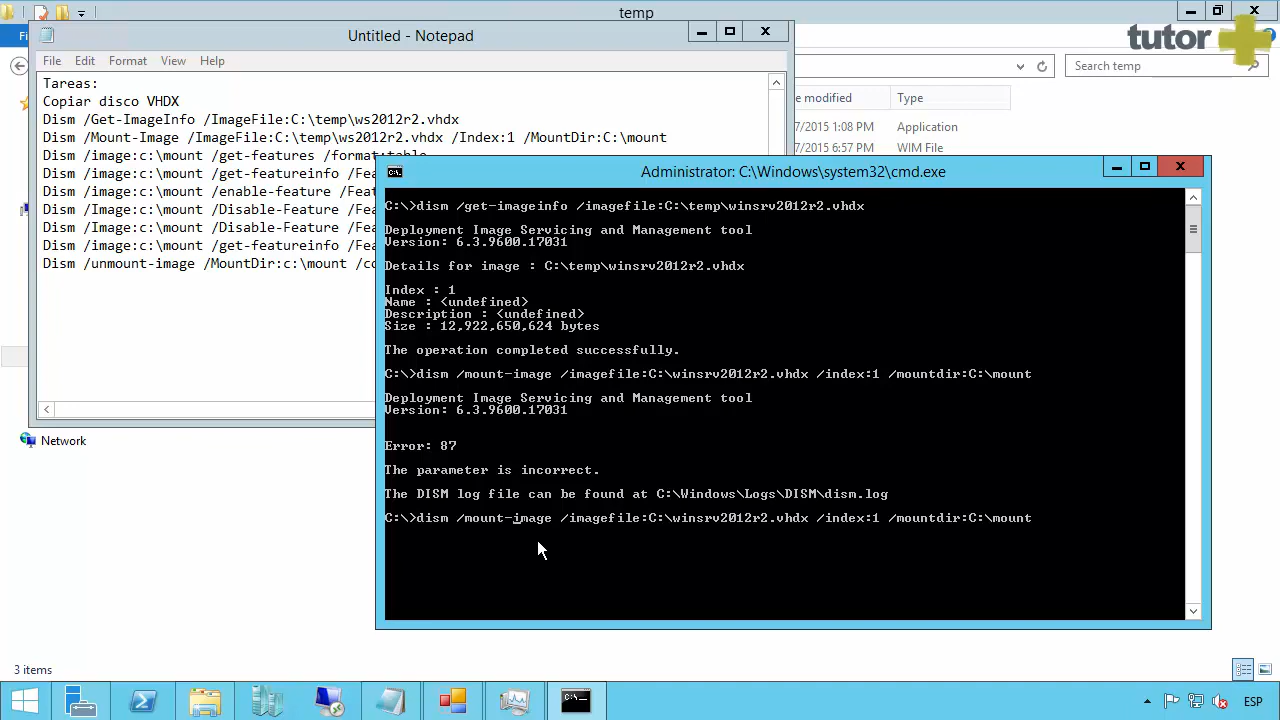 temp
tutor
Fi
Untitled - Notepad
File Edit Format View Help
Search temp
Tareas:
Copiar disco VHDX
Dism /Get-ImageInfo /ImageFile:C:\temp\ws2012r2.vhdx
Dism /Mount-Image /ImageFile:C:\temp\ws2012r2.vhdx /Index:1 /MountDir:C:\mount
Dism /image:c:\mount /get-features /format:table
Dism /image:c:\mount /get-featureinfo /Fea
Dism /image:c:\mount /enable-feature /Feat
Dism /image:c:\mount /Disable-Feature /Fea
Dism /image:c:\mount /Disable-Feature /Fea
Dism /image:c:\mount /get-featureinfo /Fea
Dism /unmount-image /MountDir:c:\mount /co
e modified Type
7/2015 1:08 PM Application
7/2015 6:57 PM WIM File
Administrator: C:\Windows\system32\cmd.exe
C:\>dism /get-imageinfo /imagefile:C:\temp\winsrv2012r2.vhdx
Deployment Image Servicing and Management tool
Version: 6.3.9600.17031
Details for image : C:\temp\winsrv2012r2.vhdx
Index : 1
Name : <undefined>
Description : <undefined>
Size : 12,922,650,624 bytes
The operation completed successfully.
C:\>dism /mount-image /imagefile:C:\winsrv2012r2.vhdx /index:1 /mountdir:C:\mount
Deployment Image Servicing and Management tool
Version: 6.3.9600.17031
Error: 87
The parameter is incorrect.
The DISM log file can be found at C:\Windows\Logs\DISM\dism.log
C:\>dism /mount-image /imagefile:C:\winsrv2012r2.vhdx /index:1 /mountdir:C:\mount
Network
3 items
ESP